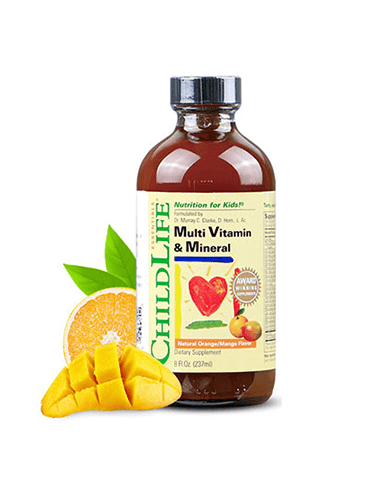 CHILDLIFE
ESSENTIALS
Nutrition for Kids!®
Formulated by
Dr. Murray C. Clarke, D. Hom., L. Ac.
Multi Vitamin
& Mineral
AWARD
WINNING
Natural Orange/Mango Flavor
Dietary Supplement
8 Fl Oz. (237ml)